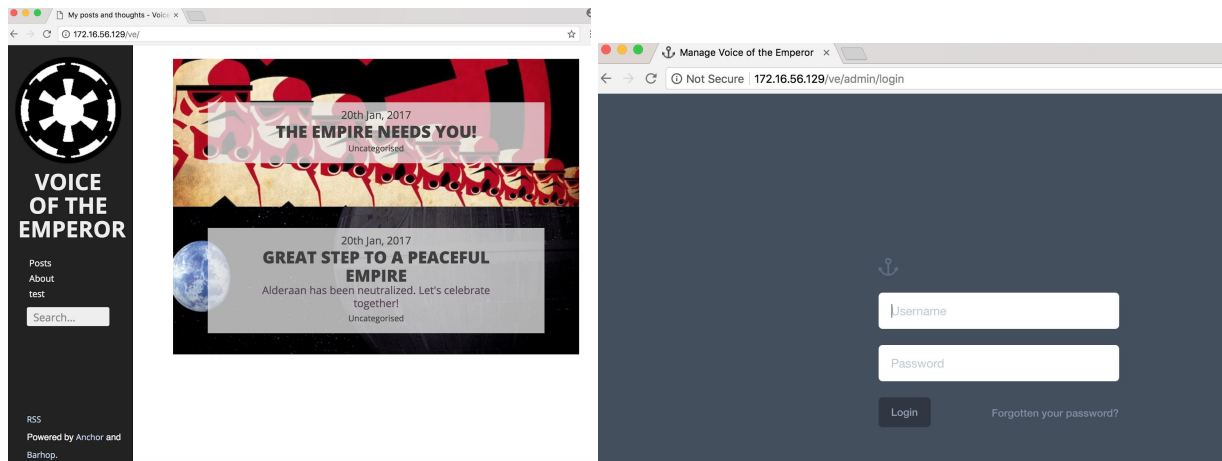 My posts and thoughts - Voice
172.16.56.129/ve/
VOICE
OF THE
EMPEROR
Posts
About
test
Search...
RSS
Powered by Anchor and
Barhop.
20th Jan, 2017
THE EMPIRE NEEDS YOU!
Uncategorised
20th Jan, 2017
GREAT STEP TO A PEACEFUL
EMPIRE
Alderaan has been neutralized. Let's celebrate
together!
Uncategorised
Manage Voice of the Emperor
Not Secure 172.16.56.129/ve/admin/login
Username
Password
Login Forgotten your password?